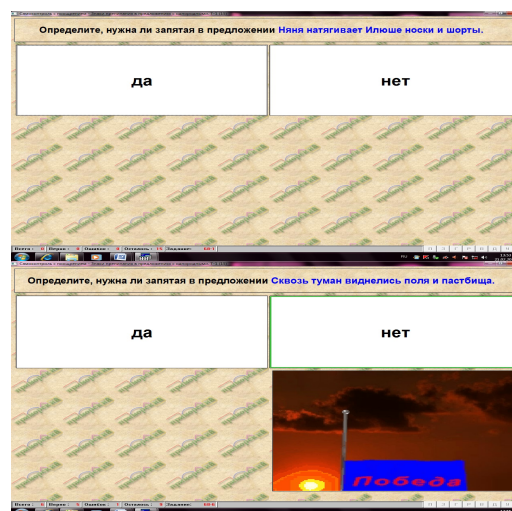 Определите, нужна ли запятая в предложении Няня натягивает Илюше носки и шорты.
да
нет
Определите, нужна ли запятая в предложении Сквозь туман виднелись поля и пастбища.
да
нет
Победа